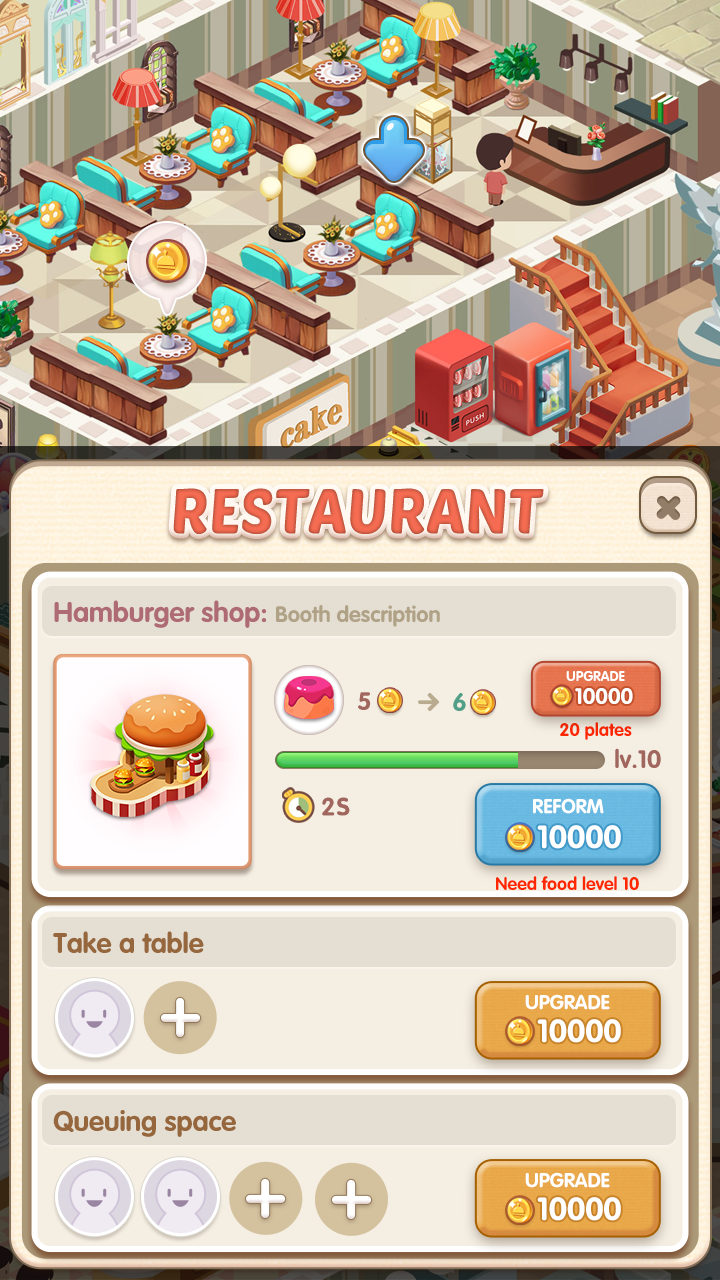 cake
PUSH
RESTAURANT
Hamburger shop: Booth description
5 → 6
UPGRADE
10000
20 plates
lv.10
2S
REFORM
10000
Need food level 10
Take a table
UPGRADE
10000
Queuing space
UPGRADE
10000